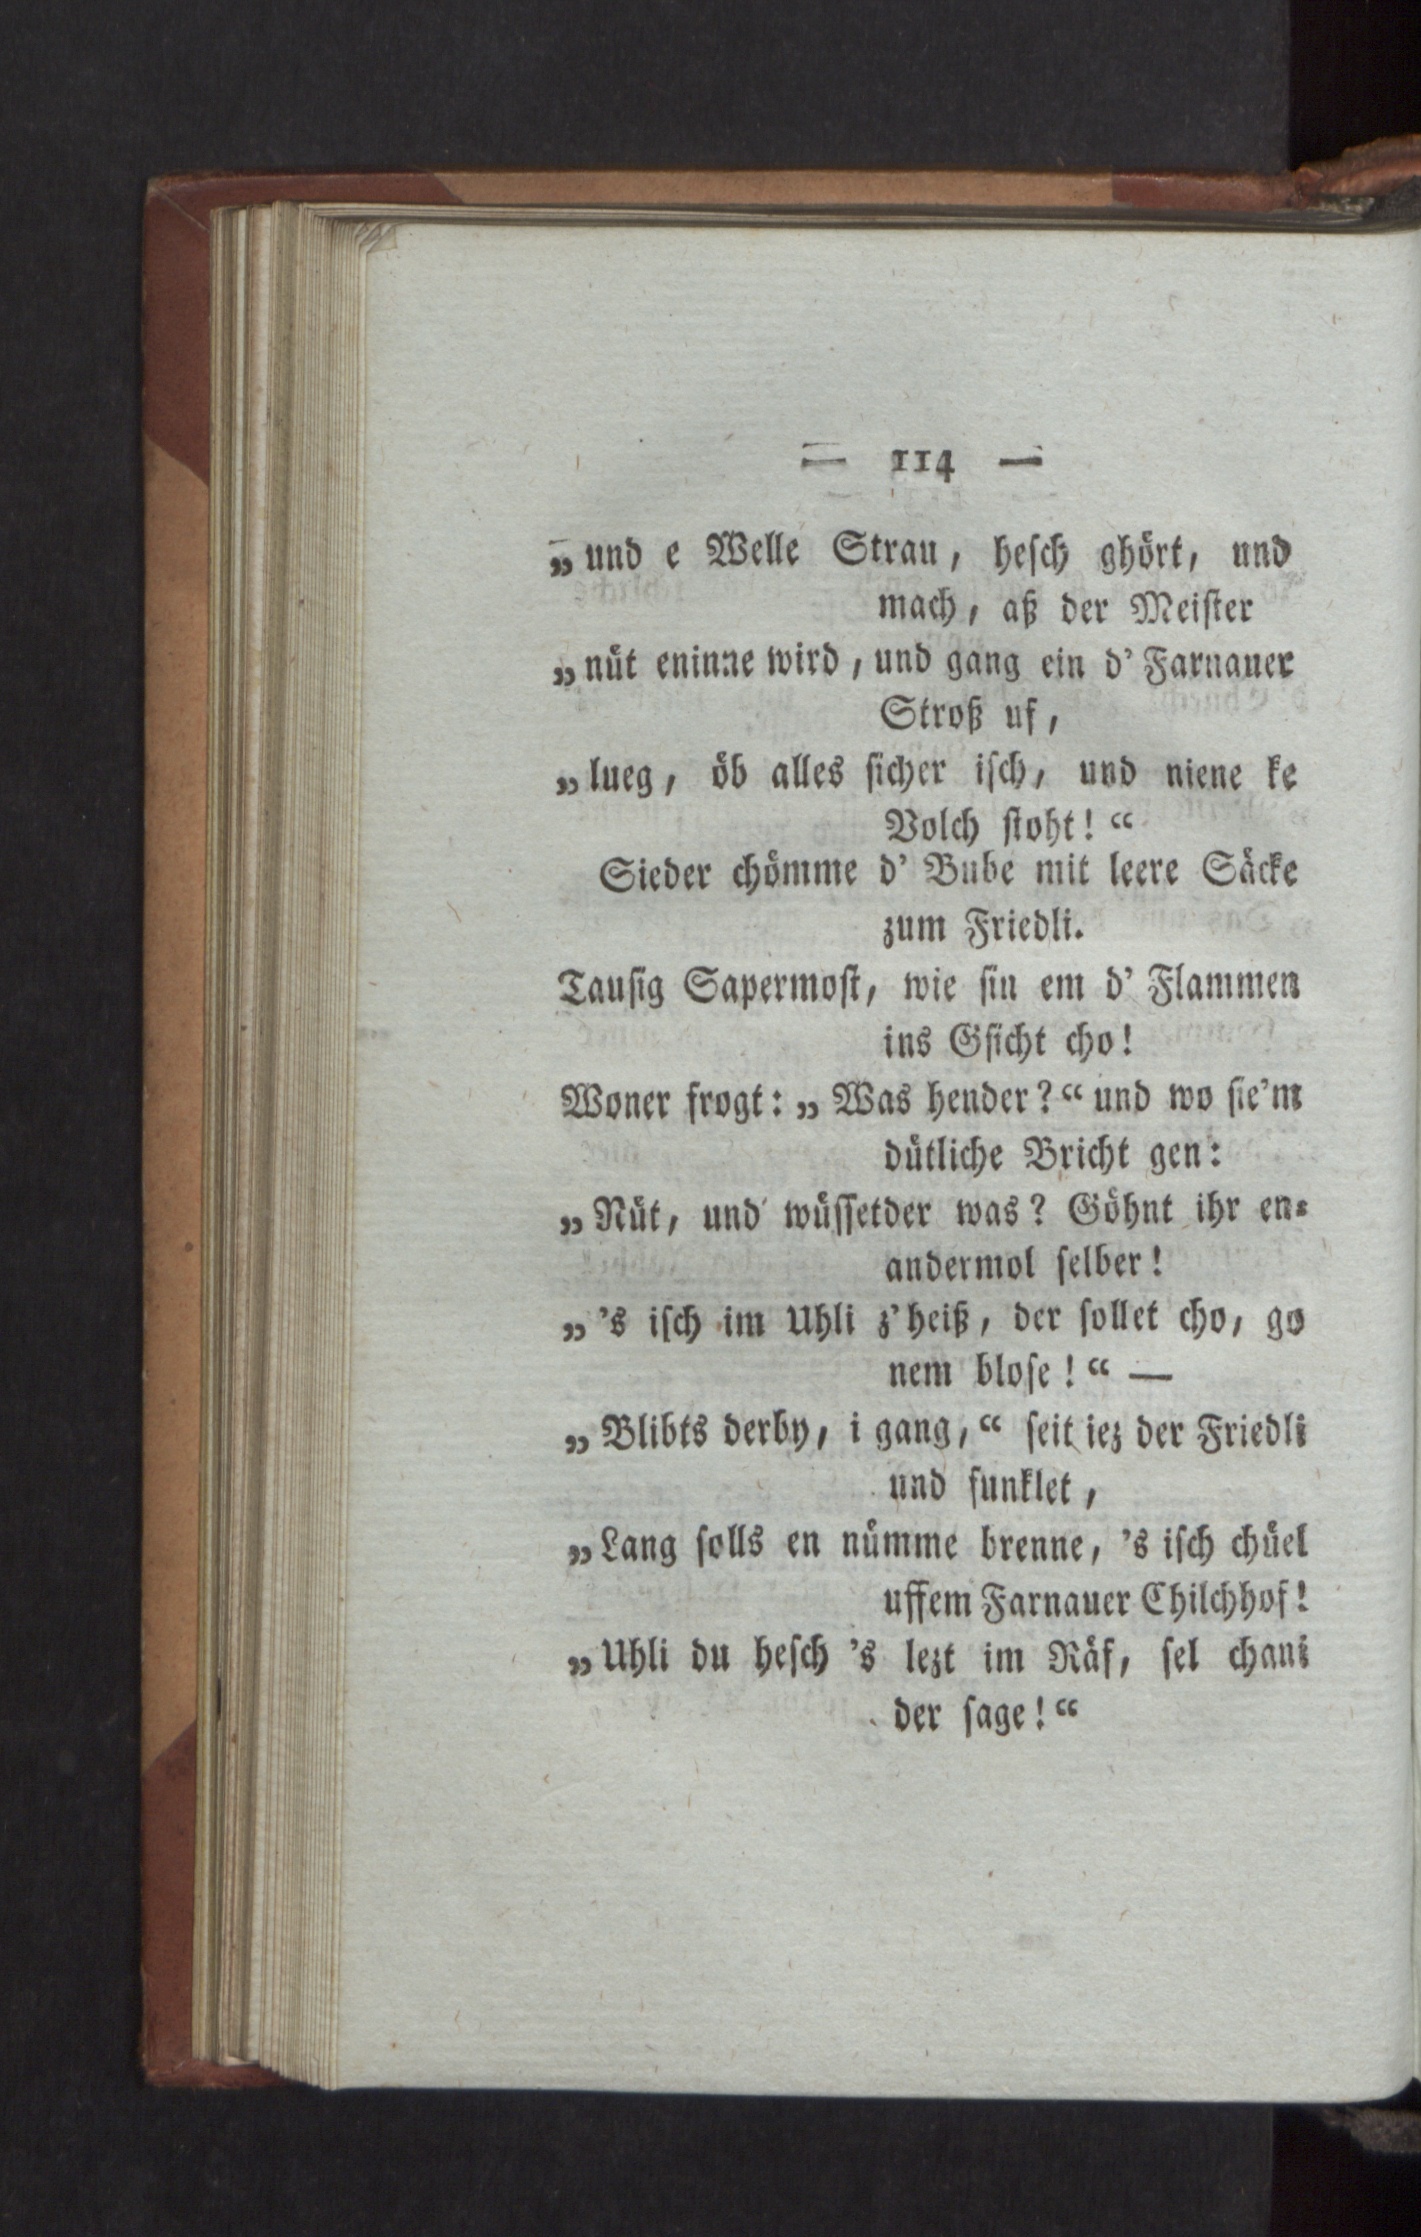 — 114 —
„und e Welle Strau, heſch ghört, und
mach, aß der Meiſter
„nüt eninne wird, und gang ein d' Farnauer
Stroß uf,
„lueg, öb alles ſicher iſch, und niene ke
Volch ſtoht!“
Sieder chömme d' Bube mit leere Säcke
zum Friedli.
Tauſig Sapermoſt, wie ſin em d' Flammen
ins Gſicht cho!
Woner frogt: „Was hender?“ und wo ſie'm
dütliche Bricht gen:
„Nüt, und wüſſetder was? Göhnt ihr en⸗
andermol ſelber!
„'s iſch im Uhli z'heiß, der ſollet cho, go
nem bloſe!“ —
„Blibts derby, i gang,“ ſeit iez der Friedli
und funklet,
„Lang ſolls en nümme brenne, 's iſch chüel
uffem Farnauer Chilchhof!
„Uhli du heſch 's lezt im Räf, ſel chani
der ſage!“